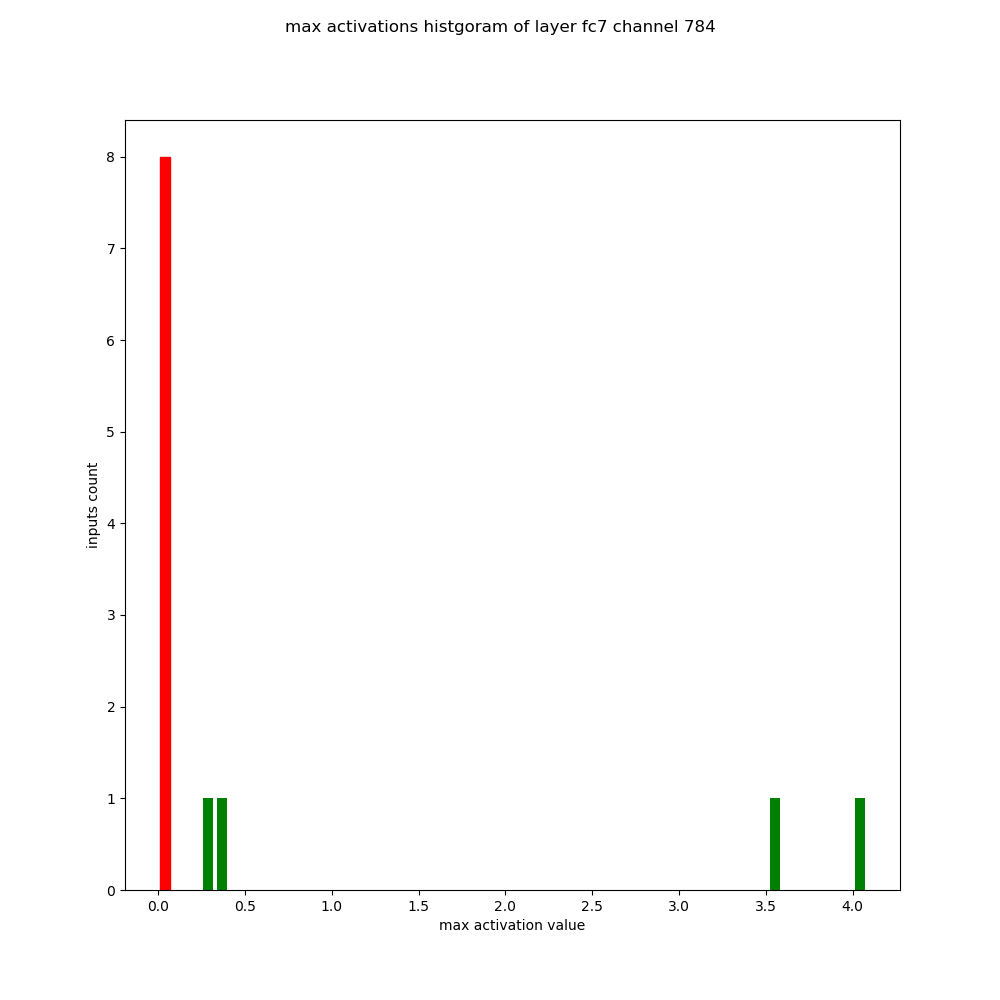 max activations histgoram of layer fc7 channel 784
8
7
6
5
4
3
2
1
0
inputs count
0.0 0.5 1.0 1.5 2.0 2.5 3.0 3.5 4.0
max activation value